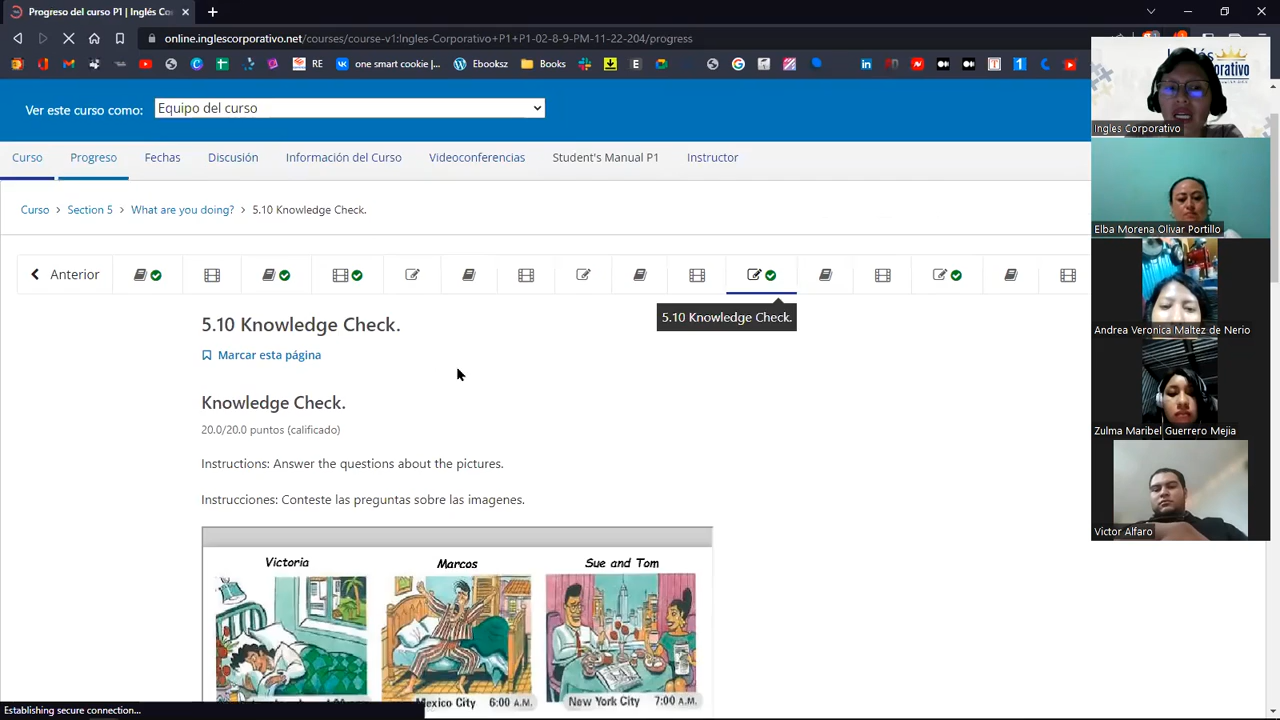 Progreso del curso P1 | Inglés Co
online.inglescorporativo.net/courses/course-v1:Ingles-Corporativo+P1+P1-02-8-9-PM-11-22-204/progress
RE
one smart cookie |...
Ver este curso como:
Equipo del curso
Curso
Progreso
Fechas
Discusión
Información del Curso
Videoconferencias
Student's Manual P1
Instructor
Curso > Section 5 > What are you doing? > 5.10 Knowledge Check.
Anterior
5.10 Knowledge Check.
5.10 Knowledge Check.
Marcar esta página
Knowledge Check.
20.0/20.0 puntos (calificado)
Instructions: Answer the questions about the pictures.
Instrucciones: Conteste las preguntas sobre las imagenes.
Victoria
Marcos
Sue and Tom
City 6:00 A.M.
New York City 7:00 A.M.
Establishing secure connection...
Ingles Corporativo
Elba Morena Olivar Portillo
Andrea Veronica Maltez de Nerio
Zulma Maribel Guerrero Mejia
Victor Alfaro